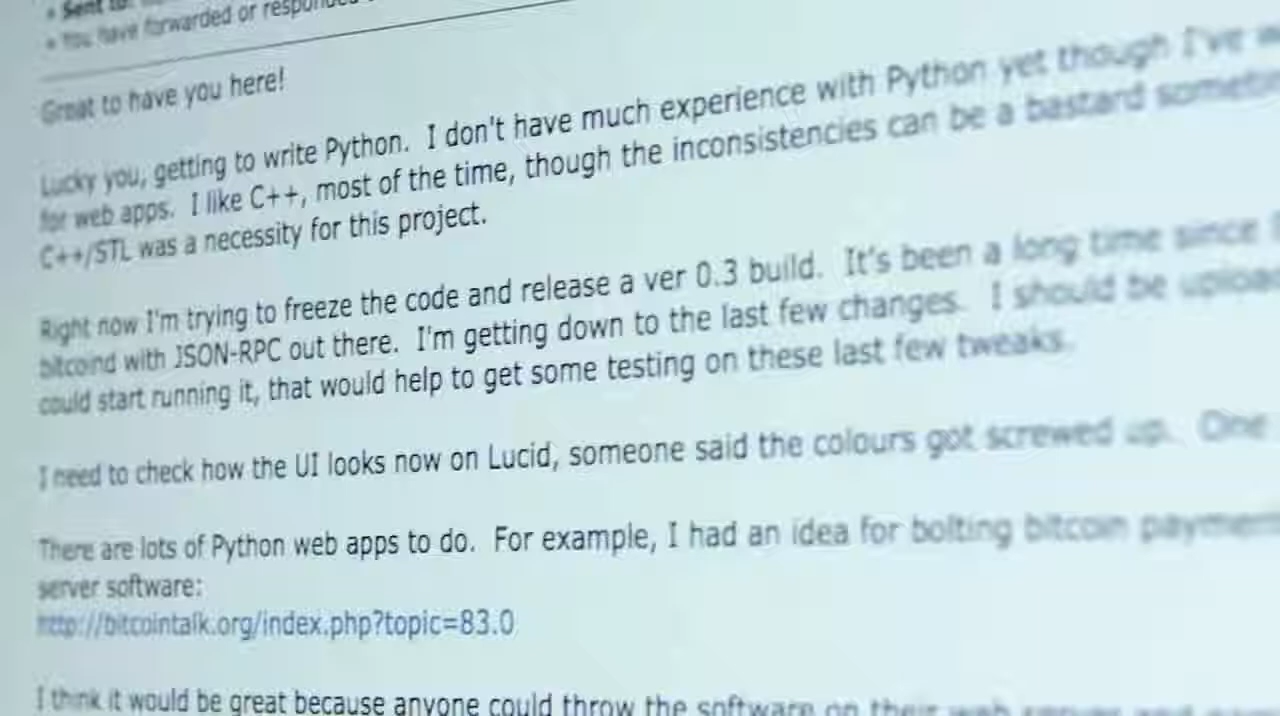 • Sent to:
• You have forwarded or responded
Great to have you here!
Lucky you, getting to write Python. I don't have much experience with Python yet though I've
for web apps. I like C++, most of the time, though the inconsistencies can be a bastard
C++/STL was a necessity for this project.
Right now I'm trying to freeze the code and release a ver 0.3 build. It's been a long time since
bitcoind with JSON-RPC out there. I'm getting down to the last few changes. I should be
could start running it, that would help to get some testing on these last few tweaks.
I need to check how the UI looks now on Lucid, someone said the colours got screwed up. One
There are lots of Python web apps to do. For example, I had an idea for bolting bitcoin
server software:
http://bitcointalk.org/index.php?topic=83.0
I think it would be great because anyone could throw the software on their web server and